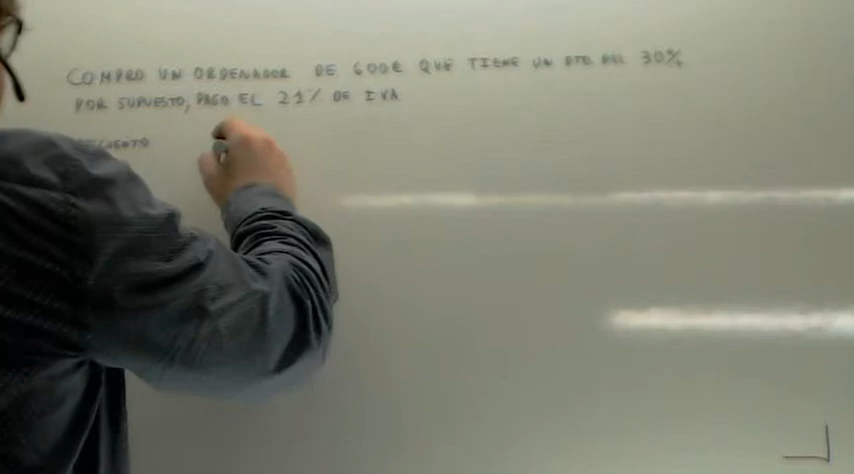 COMPRO UN ORDENADOR DE 600€ QUE TIENE UN DTO DEL 30%
POR SUPUESTO, PAGO EL 21% DE IVA